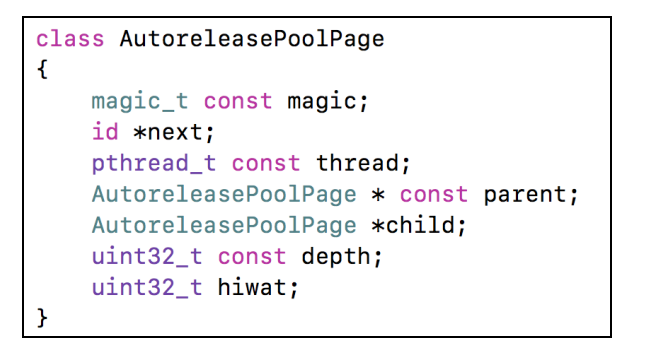 class AutoreleasePoolPage
{
    magic_t const magic;
    id *next;
    pthread_t const thread;
    AutoreleasePoolPage * const parent;
    AutoreleasePoolPage *child;
    uint32_t const depth;
    uint32_t hiwat;
}